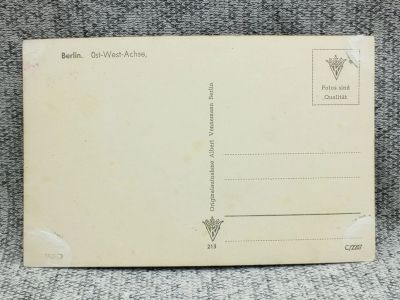 Berlin. Ost-West-Achse,
Fotos sind
Qualität
Originalaufnahme Albert Vennemann Berlin
213
C/2207